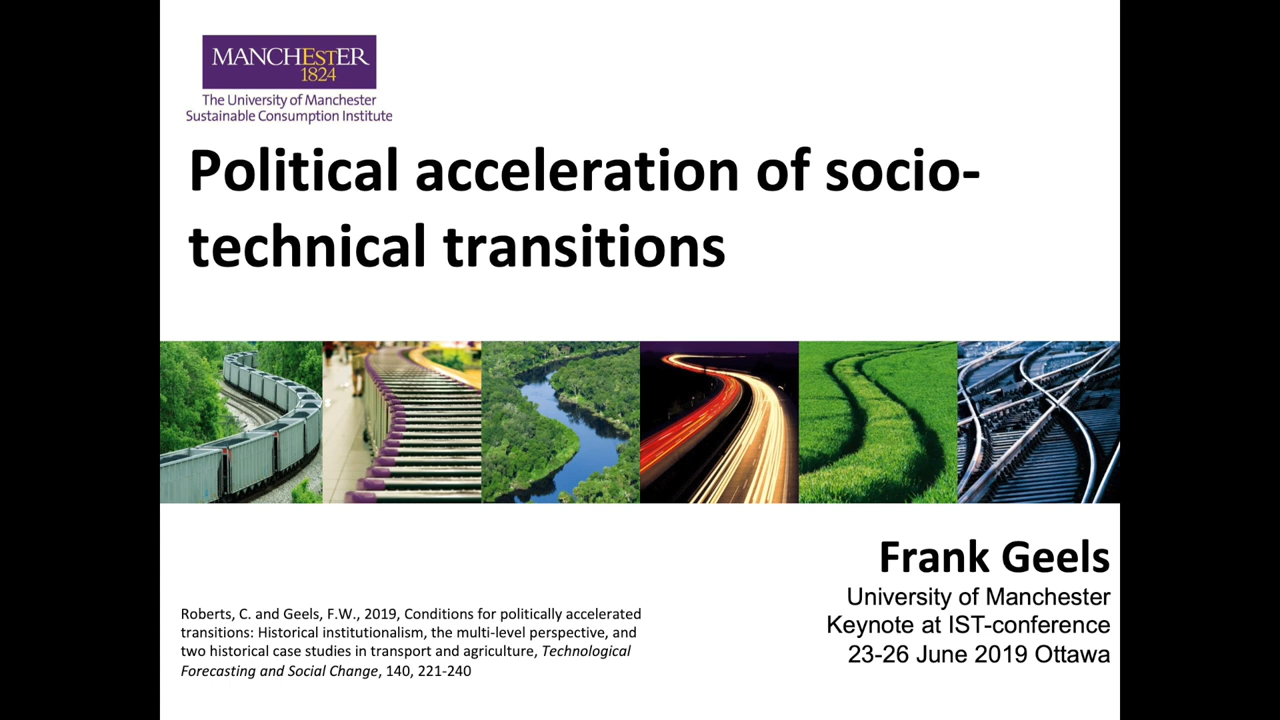 MANCHESTER
1824
The University of Manchester
Sustainable Consumption Institute
Political acceleration of socio-
technical transitions
Frank Geels
University of Manchester
Keynote at IST-conference
23-26 June 2019 Ottawa
Roberts, C. and Geels, F.W., 2019, Conditions for politically accelerated
transitions: Historical institutionalism, the multi-level perspective, and
two historical case studies in transport and agriculture, Technological
Forecasting and Social Change, 140, 221-240